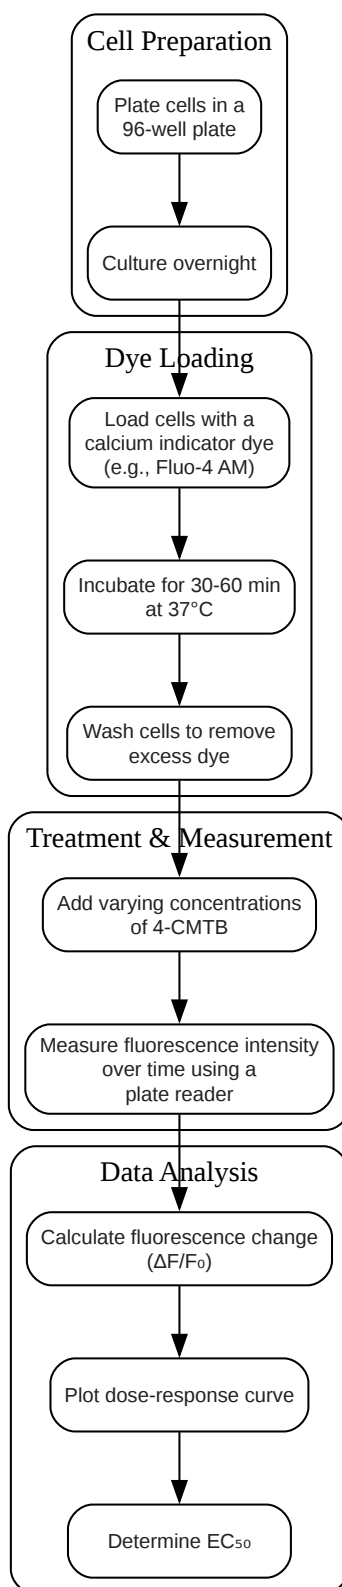 Cell Preparation
Plate cells in a
96-well plate
Culture overnight
Dye Loading
Load cells with a
calcium indicator dye
(e.g., Fluo-4 AM)
Incubate for 30-60 min
at 37°C
Wash cells to remove
excess dye
Treatment & Measurement
Add varying concentrations
of 4-CMTB
Measure fluorescence intensity
over time using a
plate reader
Data Analysis
Calculate fluorescence change
(ΔF/F₀)
Plot dose-response curve
Determine EC₅₀